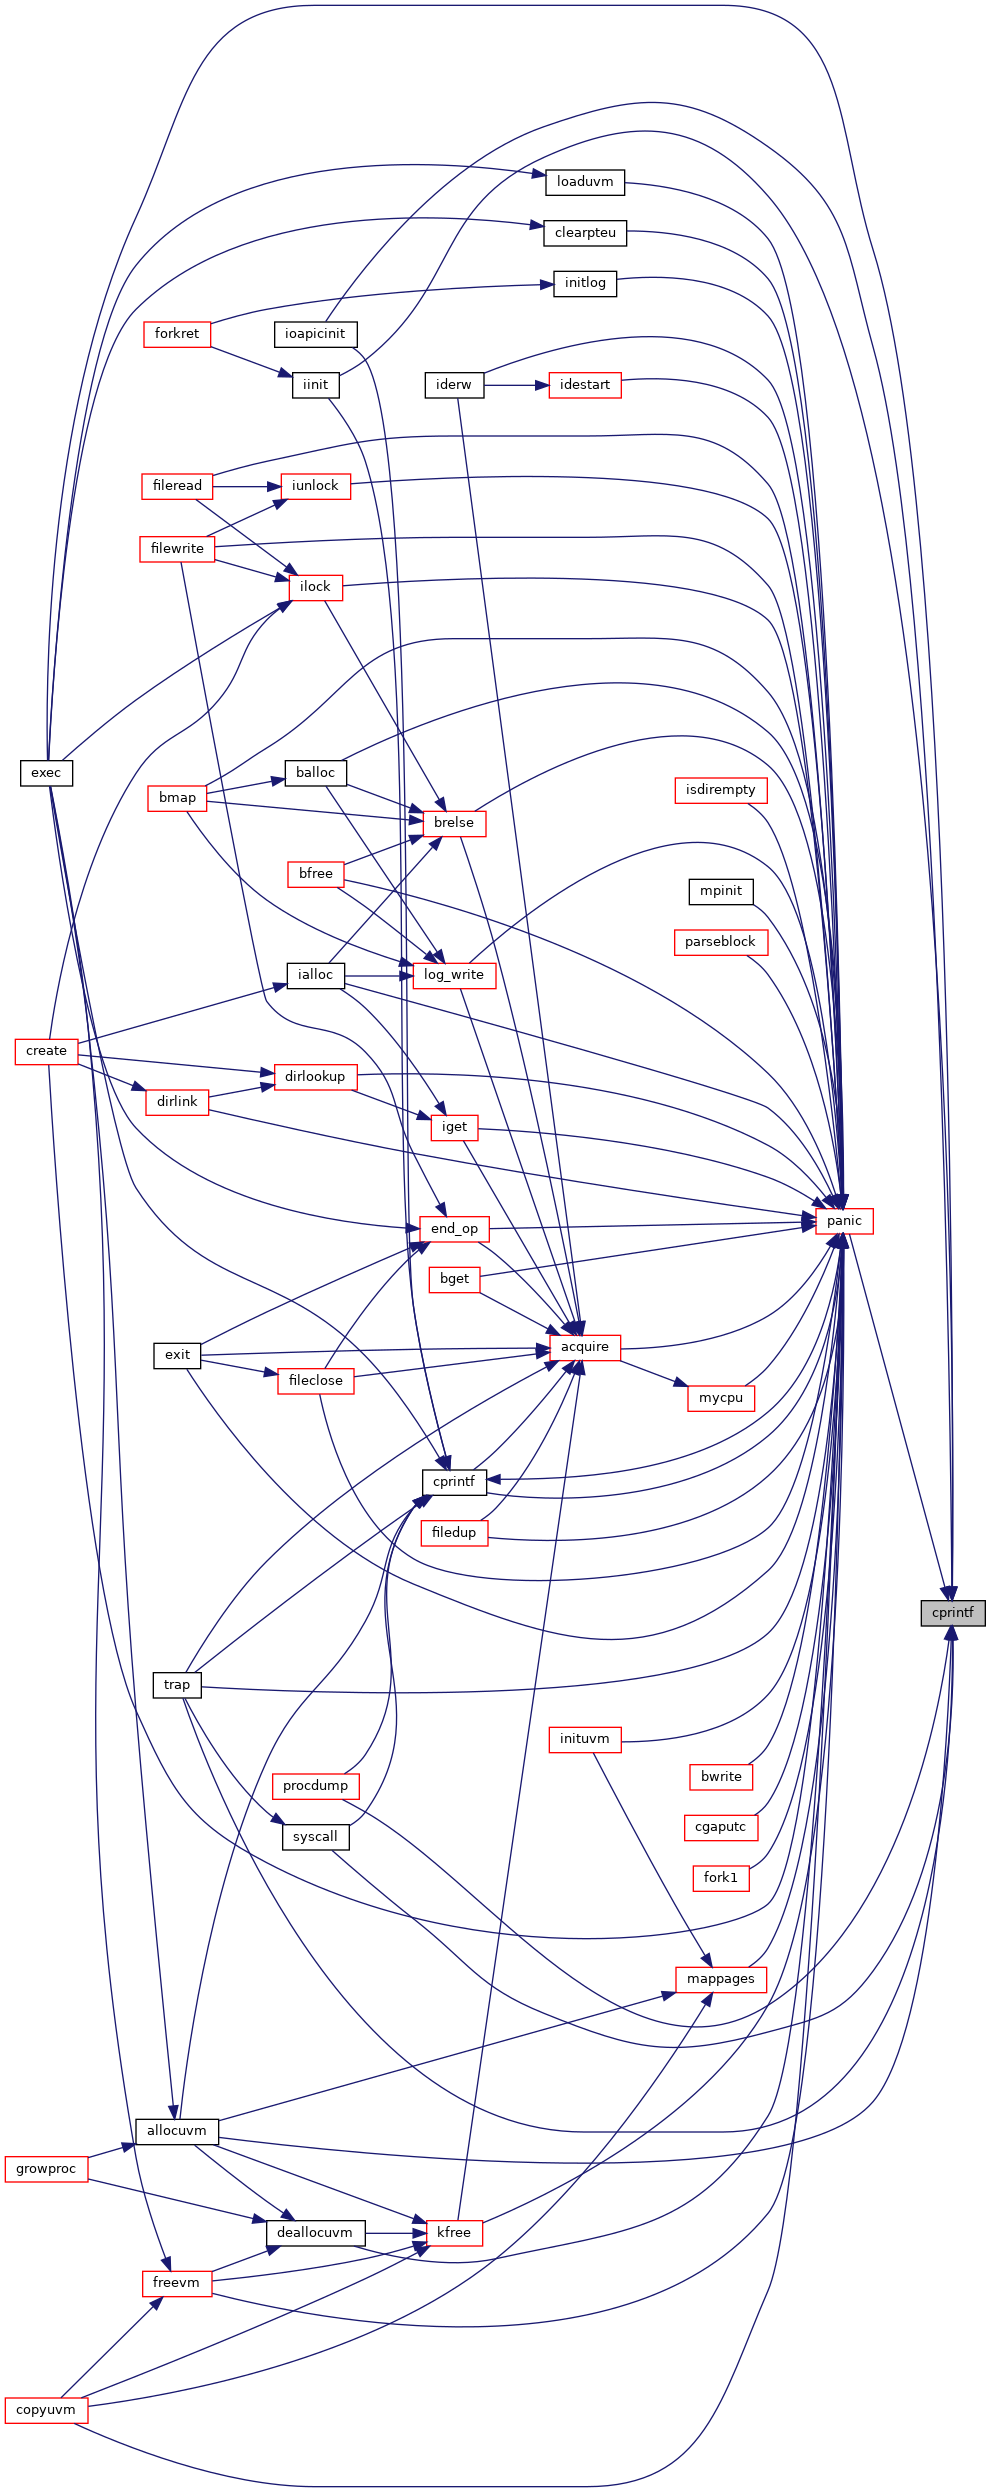 loaduvm
clearpteu
initlog
forkret
ioapicinit
iinit
iderw
idestart
fileread
iunlock
filewrite
ilock
exec
balloc
bmap
isdirempty
brelse
bfree
mpinit
parseblock
ialloc
log_write
create
dirlookup
dirlink
iget
panic
end_op
bget
exit
acquire
fileclose
mycpu
cprintf
filedup
cprintf
trap
inituvm
procdump
bwrite
syscall
cgaputc
fork1
mappages
allocuvm
growproc
deallocuvm
kfree
freevm
copyuvm